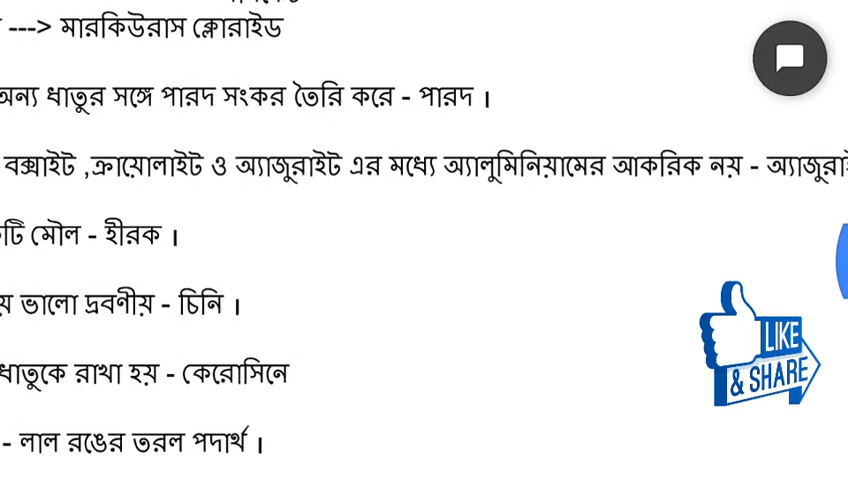 ---> মারকিউরাস ক্লোরাইড
অন্য ধাতুর সঙ্গে পারদ সংকর তৈরি করে - পারদ ।
বক্সাইট ,ক্রায়োলাইট ও অ্যাজুরাইট এর মধ্যে অ্যালুমিনিয়ামের আকরিক নয় -
মৌল - হীরক ।
ভালো দ্রবণীয় - চিনি ।
ধাতুকে রাখা হয় - কেরোসিনে
- লাল রঙের তরল পদার্থ ।
LIKE
& SHARE